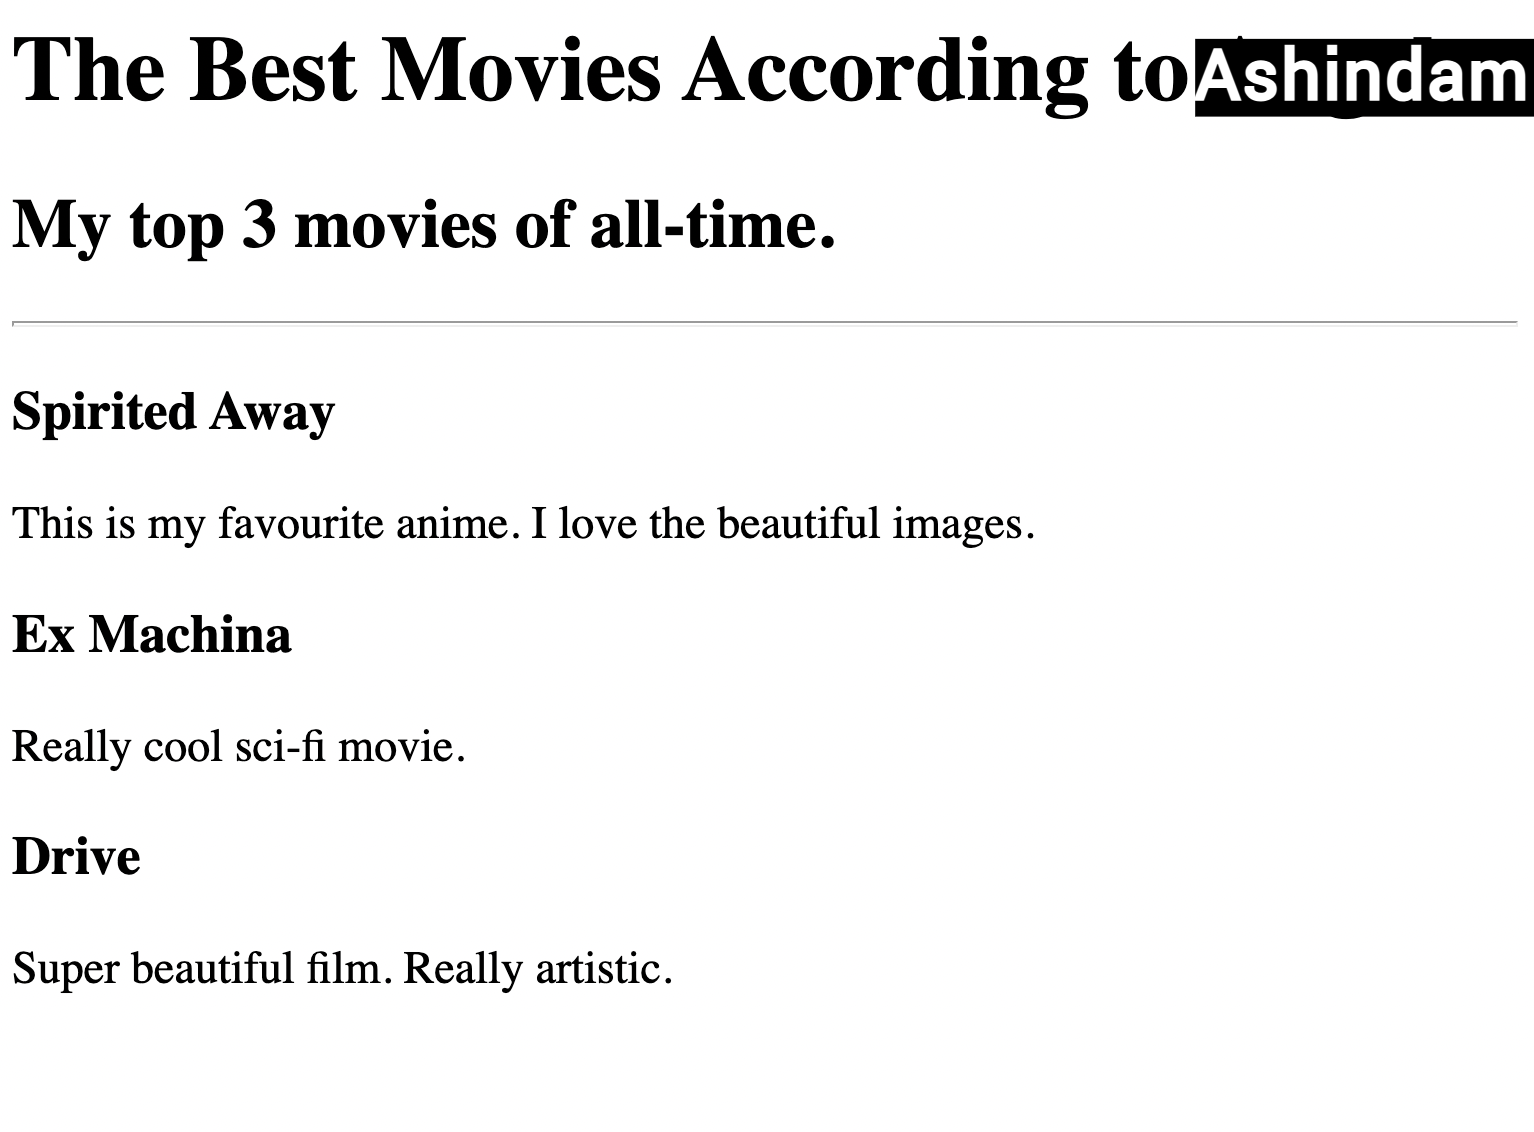 The Best Movies According to Ashindam
My top 3 movies of all-time.
Spirited Away
This is my favourite anime. I love the beautiful images.
Ex Machina
Really cool sci-fi movie.
Drive
Super beautiful film. Really artistic.